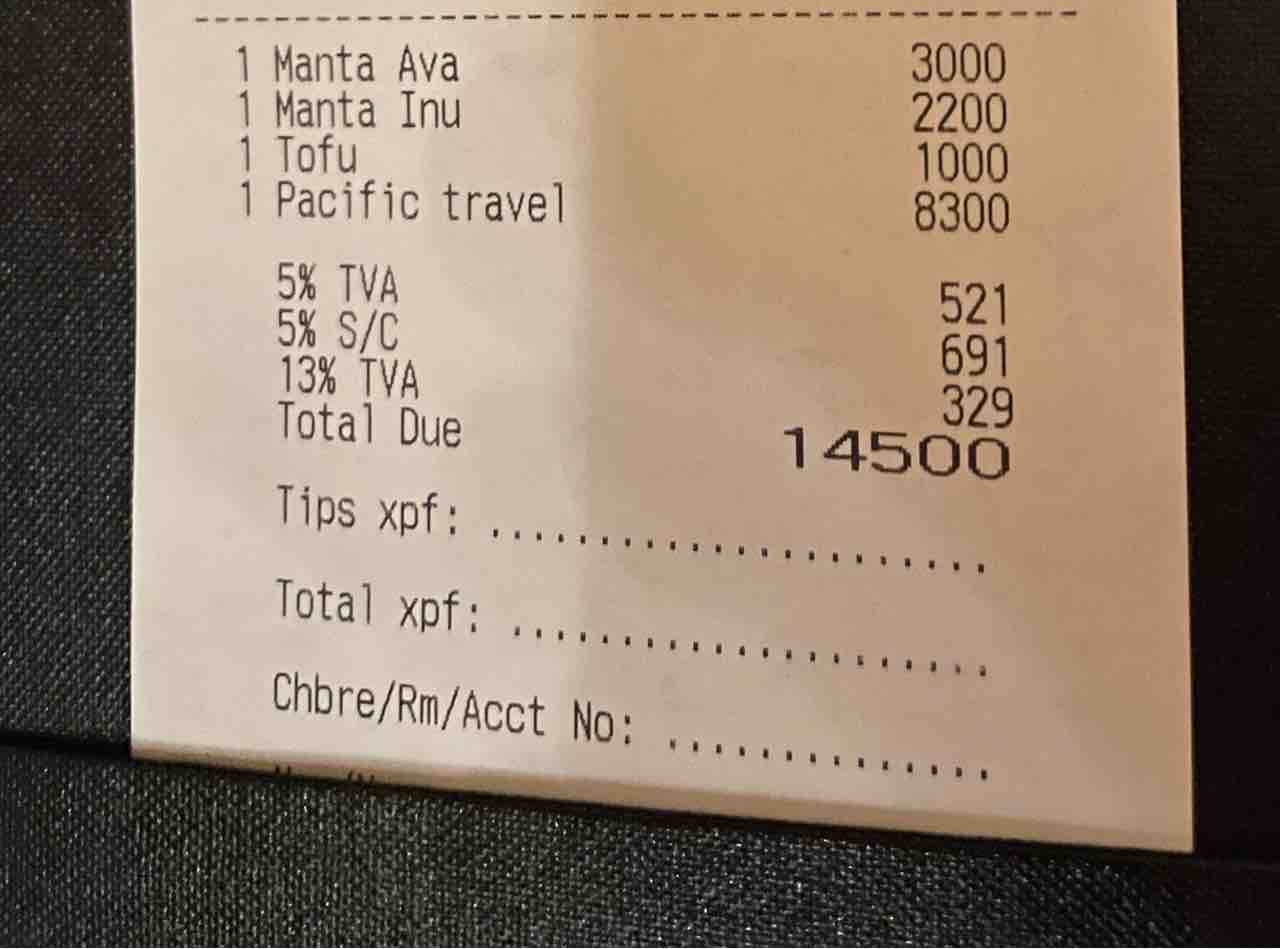 1 Manta Ava 3000
1 Manta Inu 2200
1 Tofu 1000
1 Pacific travel 8300
5% TVA 521
5% S/C 691
13% TVA 329
Total Due 14500
Tips xpf: .......................
Total xpf: ......................
Chbre/Rm/Acct No: ..............